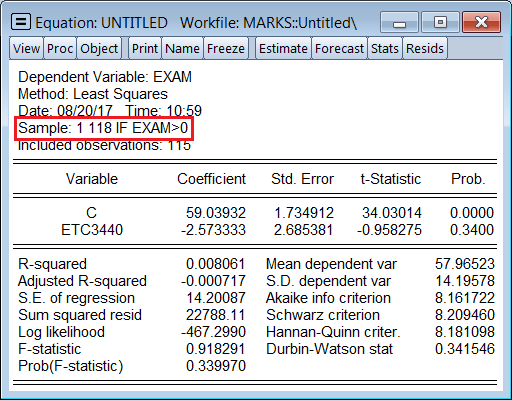 Equation: UNTITLED Workfile: MARKS::Untitled\
View Proc Object Print Name Freeze Estimate Forecast Stats Resids
Dependent Variable: EXAM
Method: Least Squares
Date: 08/20/17 Time: 10:59
Sample: 1 118 IF EXAM>0
Included observations: 115
Variable Coefficient Std. Error t-Statistic Prob.
C 59.03932 1.734912 34.03014 0.0000
ETC3440 -2.573333 2.685381 -0.958275 0.3400
R-squared 0.008061 Mean dependent var 57.96523
Adjusted R-squared -0.000717 S.D. dependent var 14.19578
S.E. of regression 14.20087 Akaike info criterion 8.161722
Sum squared resid 22788.11 Schwarz criterion 8.209460
Log likelihood -467.2990 Hannan-Quinn criter. 8.181098
F-statistic 0.918291 Durbin-Watson stat 0.341546
Prob(F-statistic) 0.339970